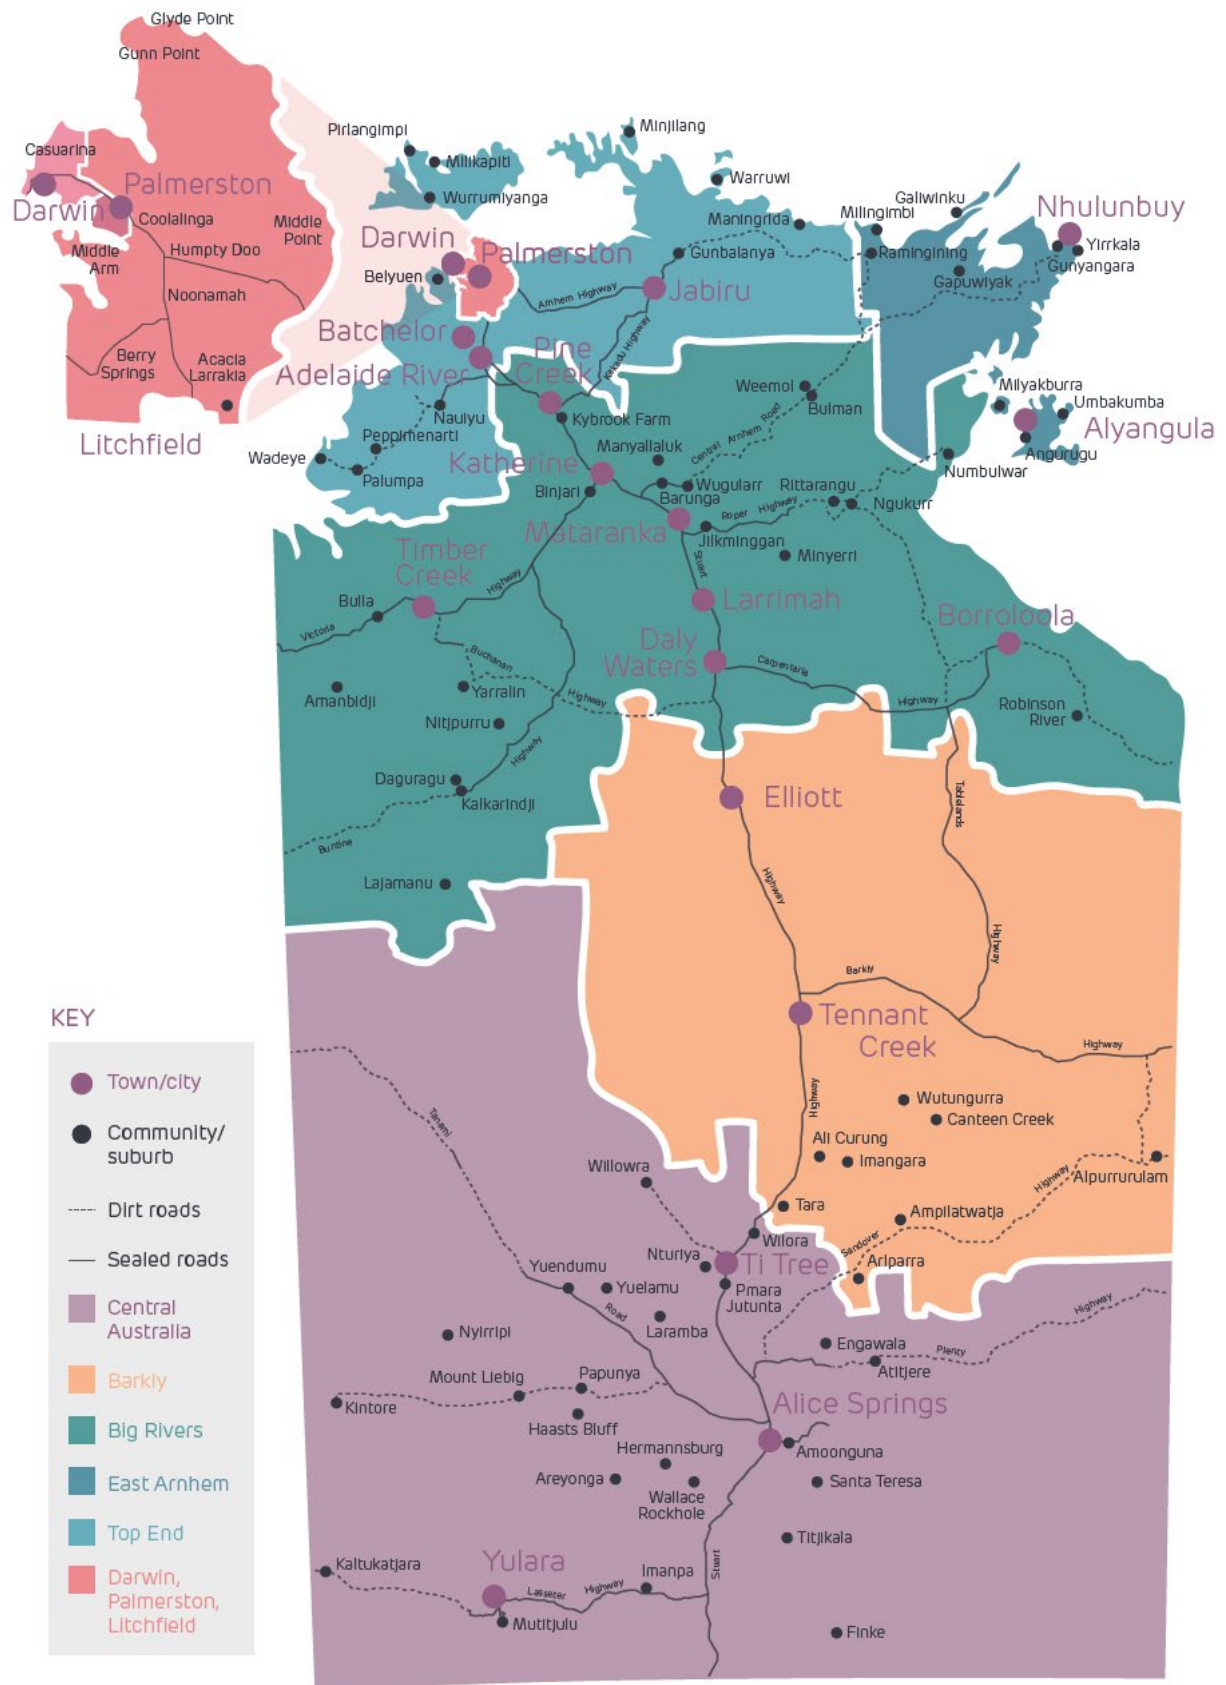 Glyde Point
Gunn Point
Casuarina
Palmerston
Darwin
Coolalinga
Middle
Arm
Humpty Doo
Middle
Point
Noonamah
Berry
Springs
Acacia
Larrakia
Litchfield
Pirlangimpi
Milikapiti
Wurrumiyanga
Darwin
Palmerston
Belyuen
Batchelor
Adelaide River
Nauiyu
Peppimenarti
Wadeye
Palumpa
Minjilang
Warruwi
Maningrida
Gunbalanya
Jabiru
Arnhem Highway
Kakadu Highway
Pine
Creek
Kybrook Farm
Milingimbi
Galiwinku
Ramingining
Gapuwiyak
Nhulunbuy
Yirrkala
Gunyangara
Milyakburra
Umbakumba
Alyangula
Angurugu
Numbulwar
Weemol
Bulman
Central Arnhem Road
Manyallaluk
Katherine
Binjari
Barunga
Wugularr
Rittarangu
Ngukurr
Roper Highway
Mataranka
Jilkminggan
Minyerri
Stuart
Timber
Creek
Bulla
Victoria
Highway
Larrimah
Daly
Waters
Borroloola
Buchanan
Highway
Carpentaria
Highway
Robinson
River
Amanbidji
Yarralin
Nitjpurru
Highway
Daguragu
Kalkarindji
Buntine
Lajamanu
Elliott
Tablelands
Highway
Highway
Barkly
Highway
Tennant
Creek
Highway
Wutungurra
Canteen Creek
Ali Curung
Imangara
Alpurrurulam
Highway
Tara
Ampilatwatja
Sandover
Arlparra
Willowra
Wilora
Nturiya
Ti Tree
Pmara
Jutunta
Tanami
Yuendumu
Yuelamu
Road
Laramba
Nyirripi
Mount Liebig
Papunya
Kintore
Haasts Bluff
Engawala
Plenty
Highway
Atitjere
Alice Springs
Amoonguna
Hermannsburg
Areyonga
Wallace
Rockhole
Santa Teresa
Titjikala
Kaltukatjara
Yulara
Lasseter
Highway
Imanpa
Stuart
Mutitjulu
Finke
KEY
Town/city
Community/
suburb
Dirt roads
Sealed roads
Central
Australia
Barkly
Big Rivers
East Arnhem
Top End
Darwin,
Palmerston,
Litchfield